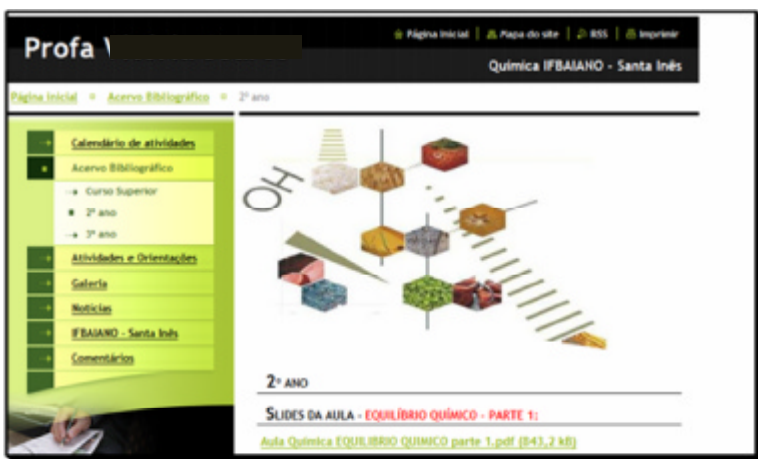 Página Inicial | Mapa do site | RSS | Imprimir
Profa
Química IFBAIANO - Santa Inês
Página Inicial Acervo Bibliográfico 2º ano
Calendário de atividades
Acervo Bibliográfico
Curso Superior
2º ano
3º ano
Atividades e Orientações
Galeria
Notícias
IFBAIANO - Santa Inês
Comentários
OH
2º ANO
SLIDES DA AULA - EQUILÍBRIO QUÍMICO - PARTE 1:
Aula Química EQUILIBRIO QUIMICO parte 1.pdf (843,2 kB)